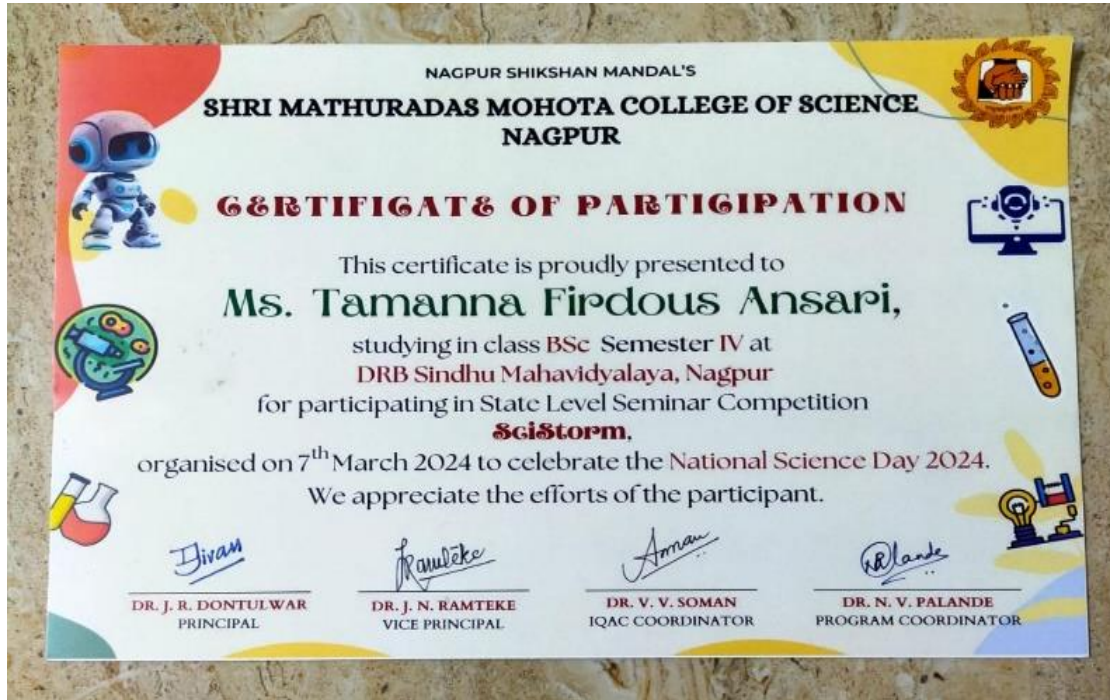 NAGPUR SHIKSHAN MANDAL'S
SHRI MATHURADAS MOHOTA COLLEGE OF SCIENCE
NAGPUR
CERTIFICATE OF PARTICIPATION
This certificate is proudly presented to
Ms. Tamanna Firdous Ansari,
studying in class BSc Semester IV at
DRB Sindhu Mahavidyalaya, Nagpur
for participating in State Level Seminar Competition
SciStorm,
organised on 7th March 2024 to celebrate the National Science Day 2024.
We appreciate the efforts of the participant.
DR. J. R. DONTULWAR DR. J. N. RAMTEKE DR. V. V. SOMAN DR. N. V. PALANDE
PRINCIPAL VICE PRINCIPAL IQAC COORDINATOR PROGRAM COORDINATOR